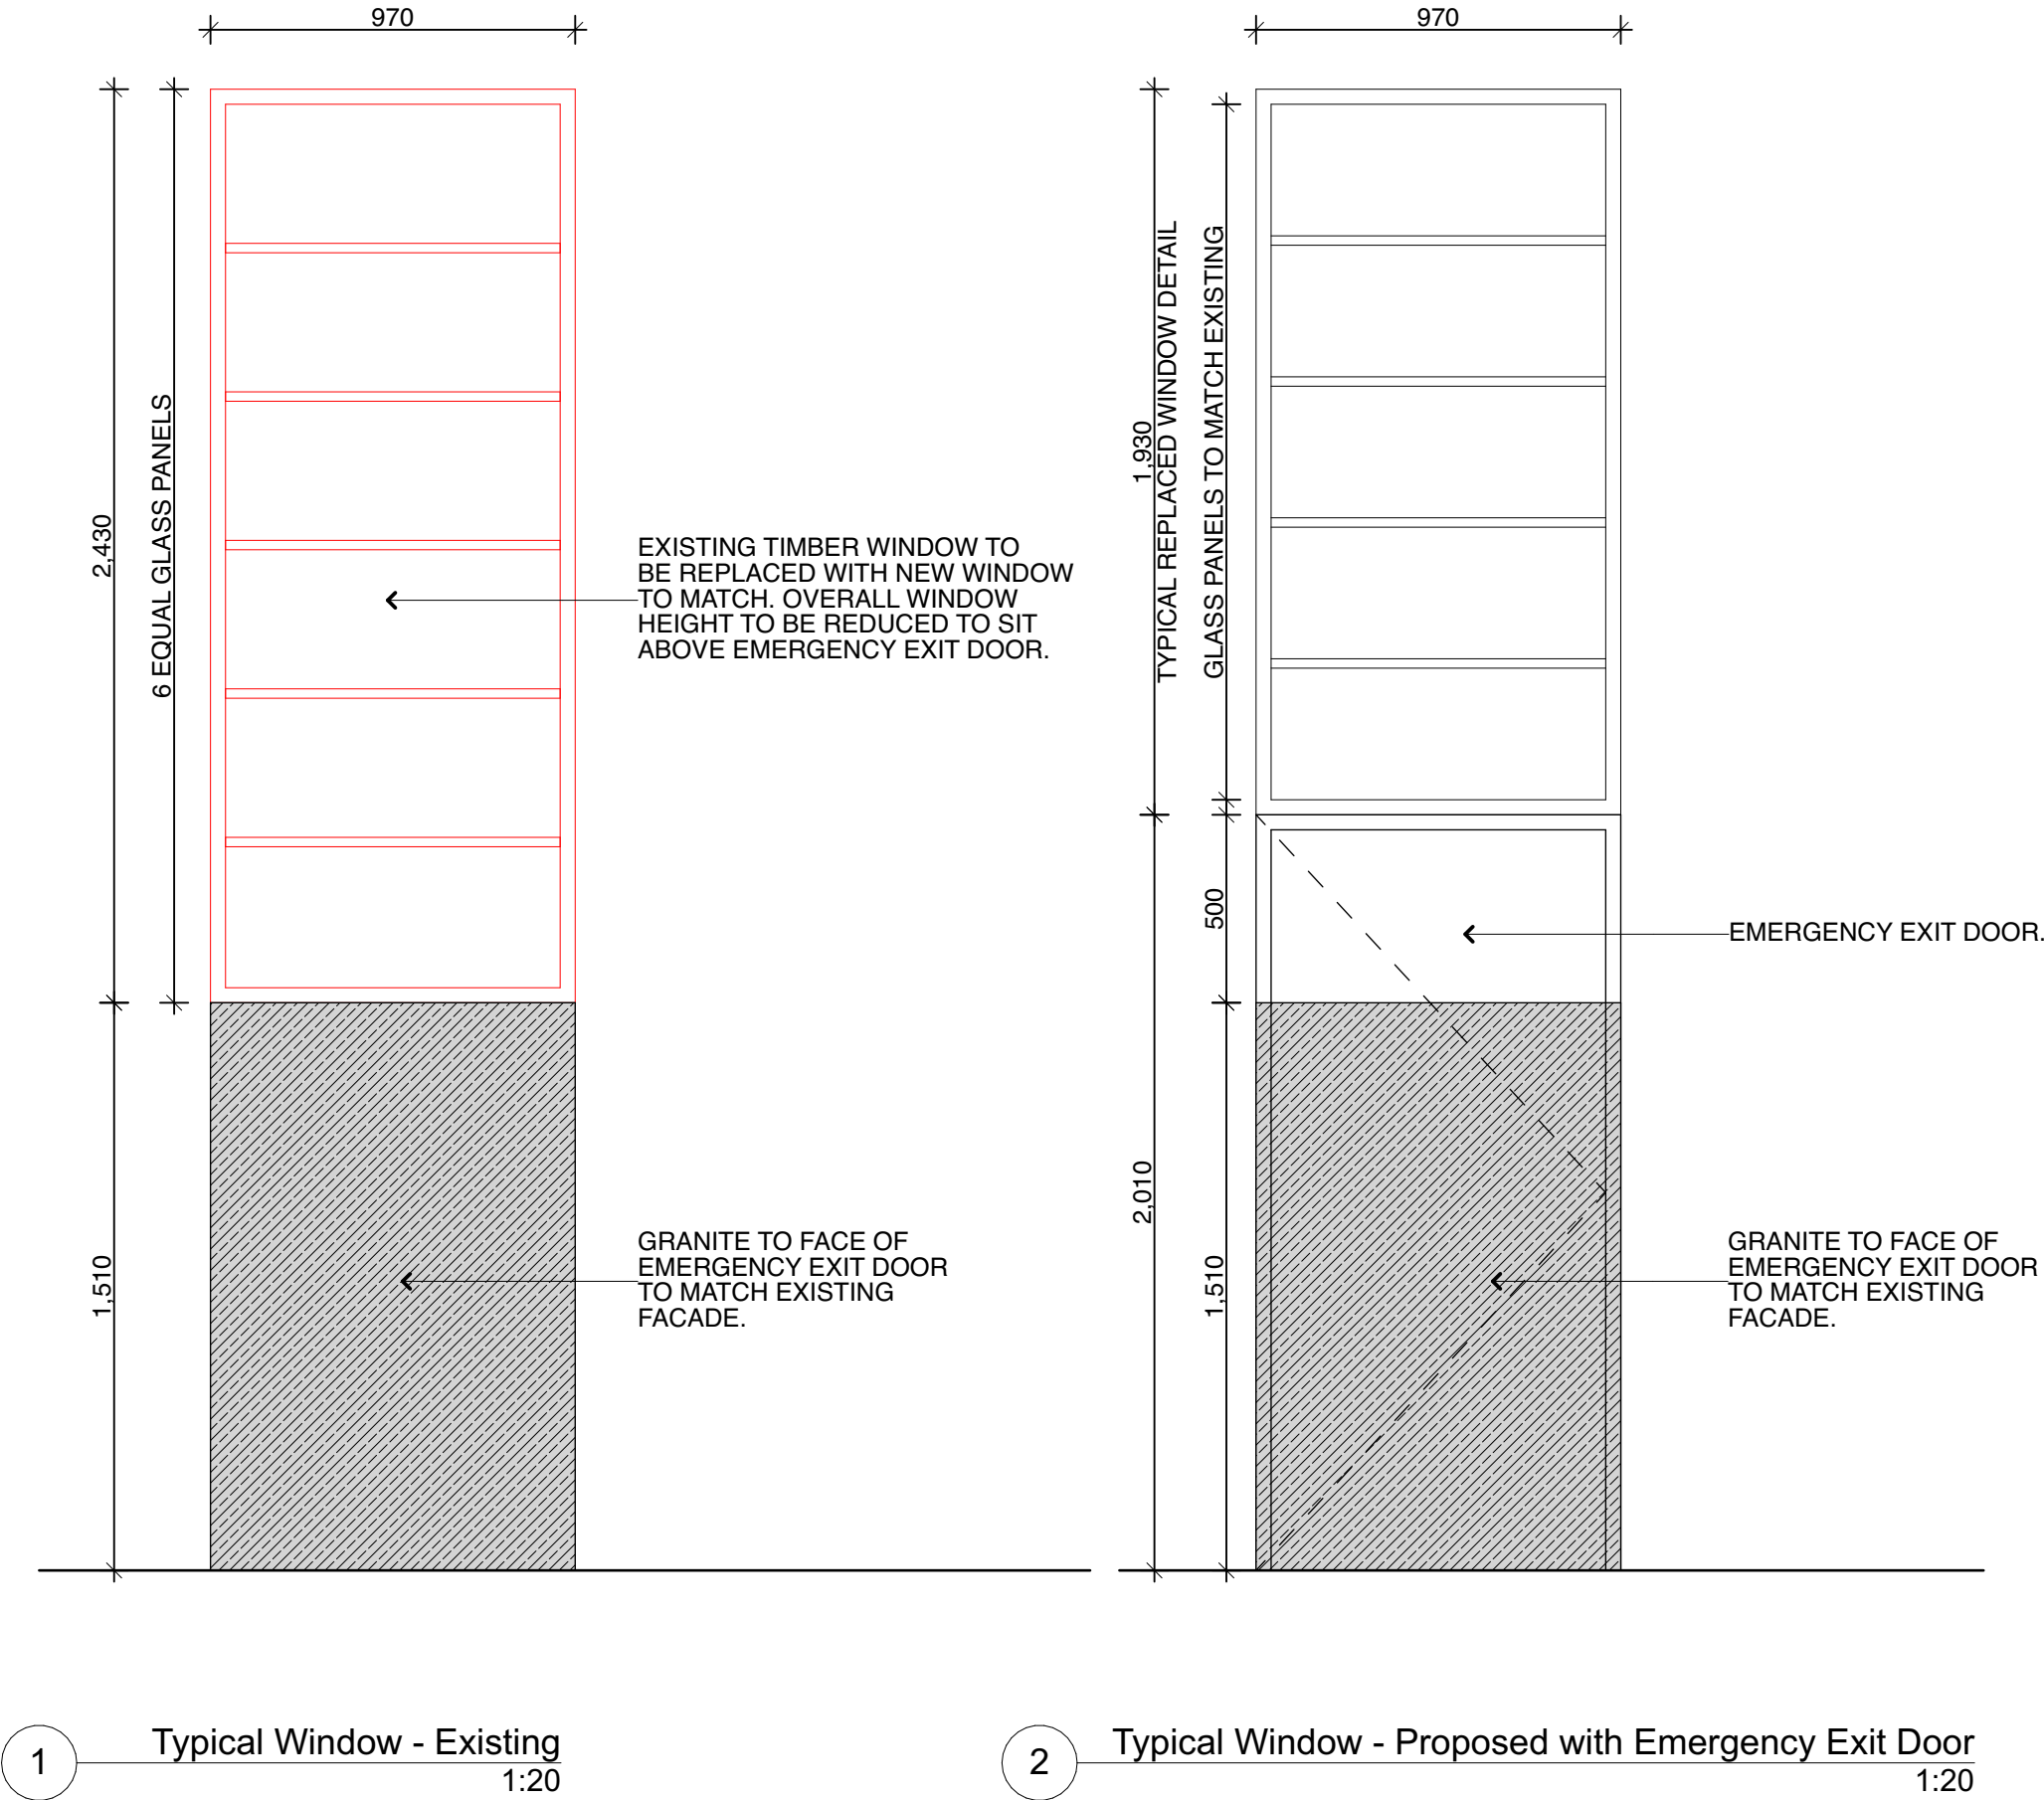 970
2,430
6 EQUAL GLASS PANELS
EXISTING TIMBER WINDOW TO
BE REPLACED WITH NEW WINDOW
TO MATCH. OVERALL WINDOW
HEIGHT TO BE REDUCED TO SIT
ABOVE EMERGENCY EXIT DOOR.
1,510
GRANITE TO FACE OF
EMERGENCY EXIT DOOR
TO MATCH EXISTING
FACADE.
1
Typical Window - Existing
1:20
970
1,930
TYPICAL REPLACED WINDOW DETAIL
GLASS PANELS TO MATCH EXISTING
500
EMERGENCY EXIT DOOR.
2,010
1,510
GRANITE TO FACE OF
EMERGENCY EXIT DOOR
TO MATCH EXISTING
FACADE.
2
Typical Window - Proposed with Emergency Exit Door
1:20